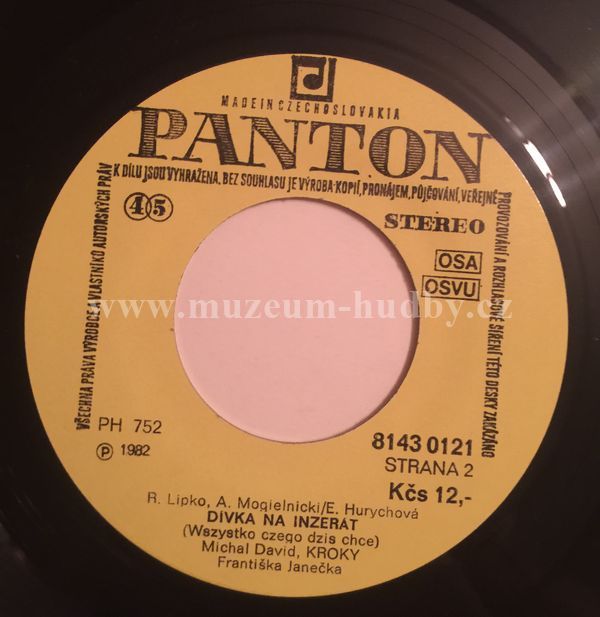 MADE IN CZECHOSLOVAKIA
PANTON
VŠECHNA PRÁVA VÝROBCE A VLASTNÍKŮ AUTORSKÝCH PRÁV
K DÍLU JSOU VYHRAŽENA. BEZ SOUHLASU JE VÝROBA KOPIÍ, PRONÁJEM, PŮJČOVÁNÍ, VEŘEJNÉ
PROVOZOVÁNÍ A ROZHLASOVÉ ŠÍŘENÍ TÉTO DESKY ZAKÁZÁNO
45
STEREO
OSA
OSVU
www.muzeum-hudby.cz
PH 752
℗ 1982
8143 0121
STRANA 2
Kčs 12,-
R. Lipko, A. Mogielnicki/E. Hurychová
DÍVKA NA INZERÁT
(Wszystko czego dzis chce)
Michal David, KROKY
Františka Janečka